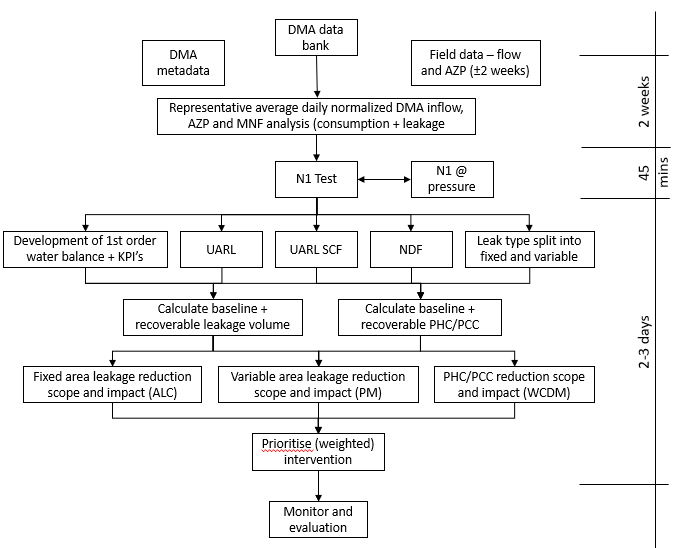 DMA data
bank
DMA
metadata
Field data – flow
and AZP (±2 weeks)
Representative average daily normalized DMA inflow,
AZP and MNF analysis (consumption + leakage
2 weeks
N1 Test
N1 @
pressure
45
mins
Development of 1st order
water balance + KPI's
UARL
UARL SCF
NDF
Leak type split into
fixed and variable
Calculate baseline +
recoverable leakage volume
Calculate baseline +
recoverable PHC/PCC
2-3 days
Fixed area leakage reduction
scope and impact (ALC)
Variable area leakage reduction
scope and impact (PM)
PHC/PCC reduction scope
and impact (WCDM)
Prioritise (weighted)
intervention
Monitor and
evaluation